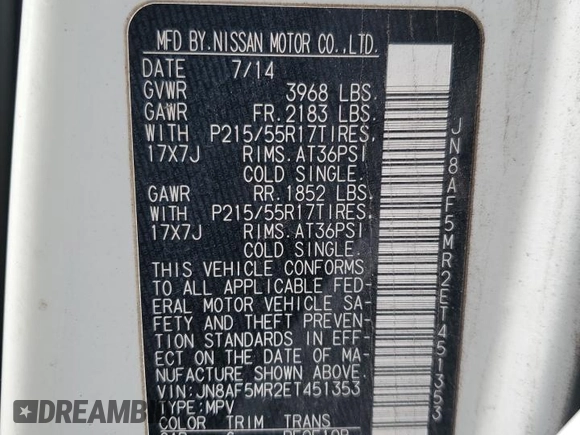 MFD BY.NISSAN MOTOR CO.,LTD.
DATE 7/14
GVWR 3968 LBS.
GAWR FR.2183 LBS.
WITH P215/55R17TIRES,
17X7J RIMS.AT36PSI
COLD SINGLE.
GAWR RR.1852 LBS.
WITH P215/55R17TIRES,
17X7J RIMS.AT36PSI
COLD SINGLE.
THIS VEHICLE CONFORMS
TO ALL APPLICABLE FED-
ERAL MOTOR VEHICLE SA-
FETY AND THEFT PREVEN-
TION STANDARDS IN EFF-
ECT ON THE DATE OF MA-
NUFACTURE SHOWN ABOVE.
VIN:JN8AF5MR2ET451353
TYPE:MPV
COLOR TRIM TRANS
JN8AF5MR2ET451353
DEALERSHIP AUCTION PRICES